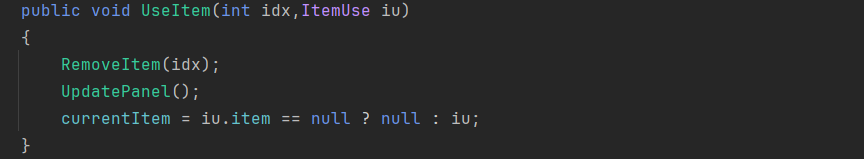 public void UseItem(int idx,ItemUse iu)
{
RemoveItem(idx);
UpdatePanel();
currentItem = iu.item == null ? null : iu;
}